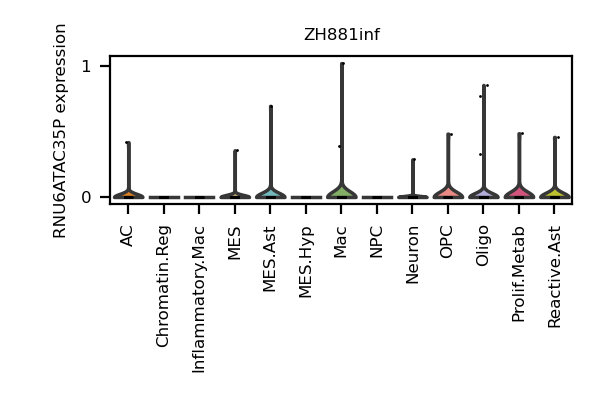 ZH881inf
RNU6ATAC35P expression
1
0
AC
Chromatin.Reg
Inflammatory.Mac
MES
MES.Ast
MES.Hyp
Mac
NPC
Neuron
OPC
Oligo
Prolif.Metab
Reactive.Ast